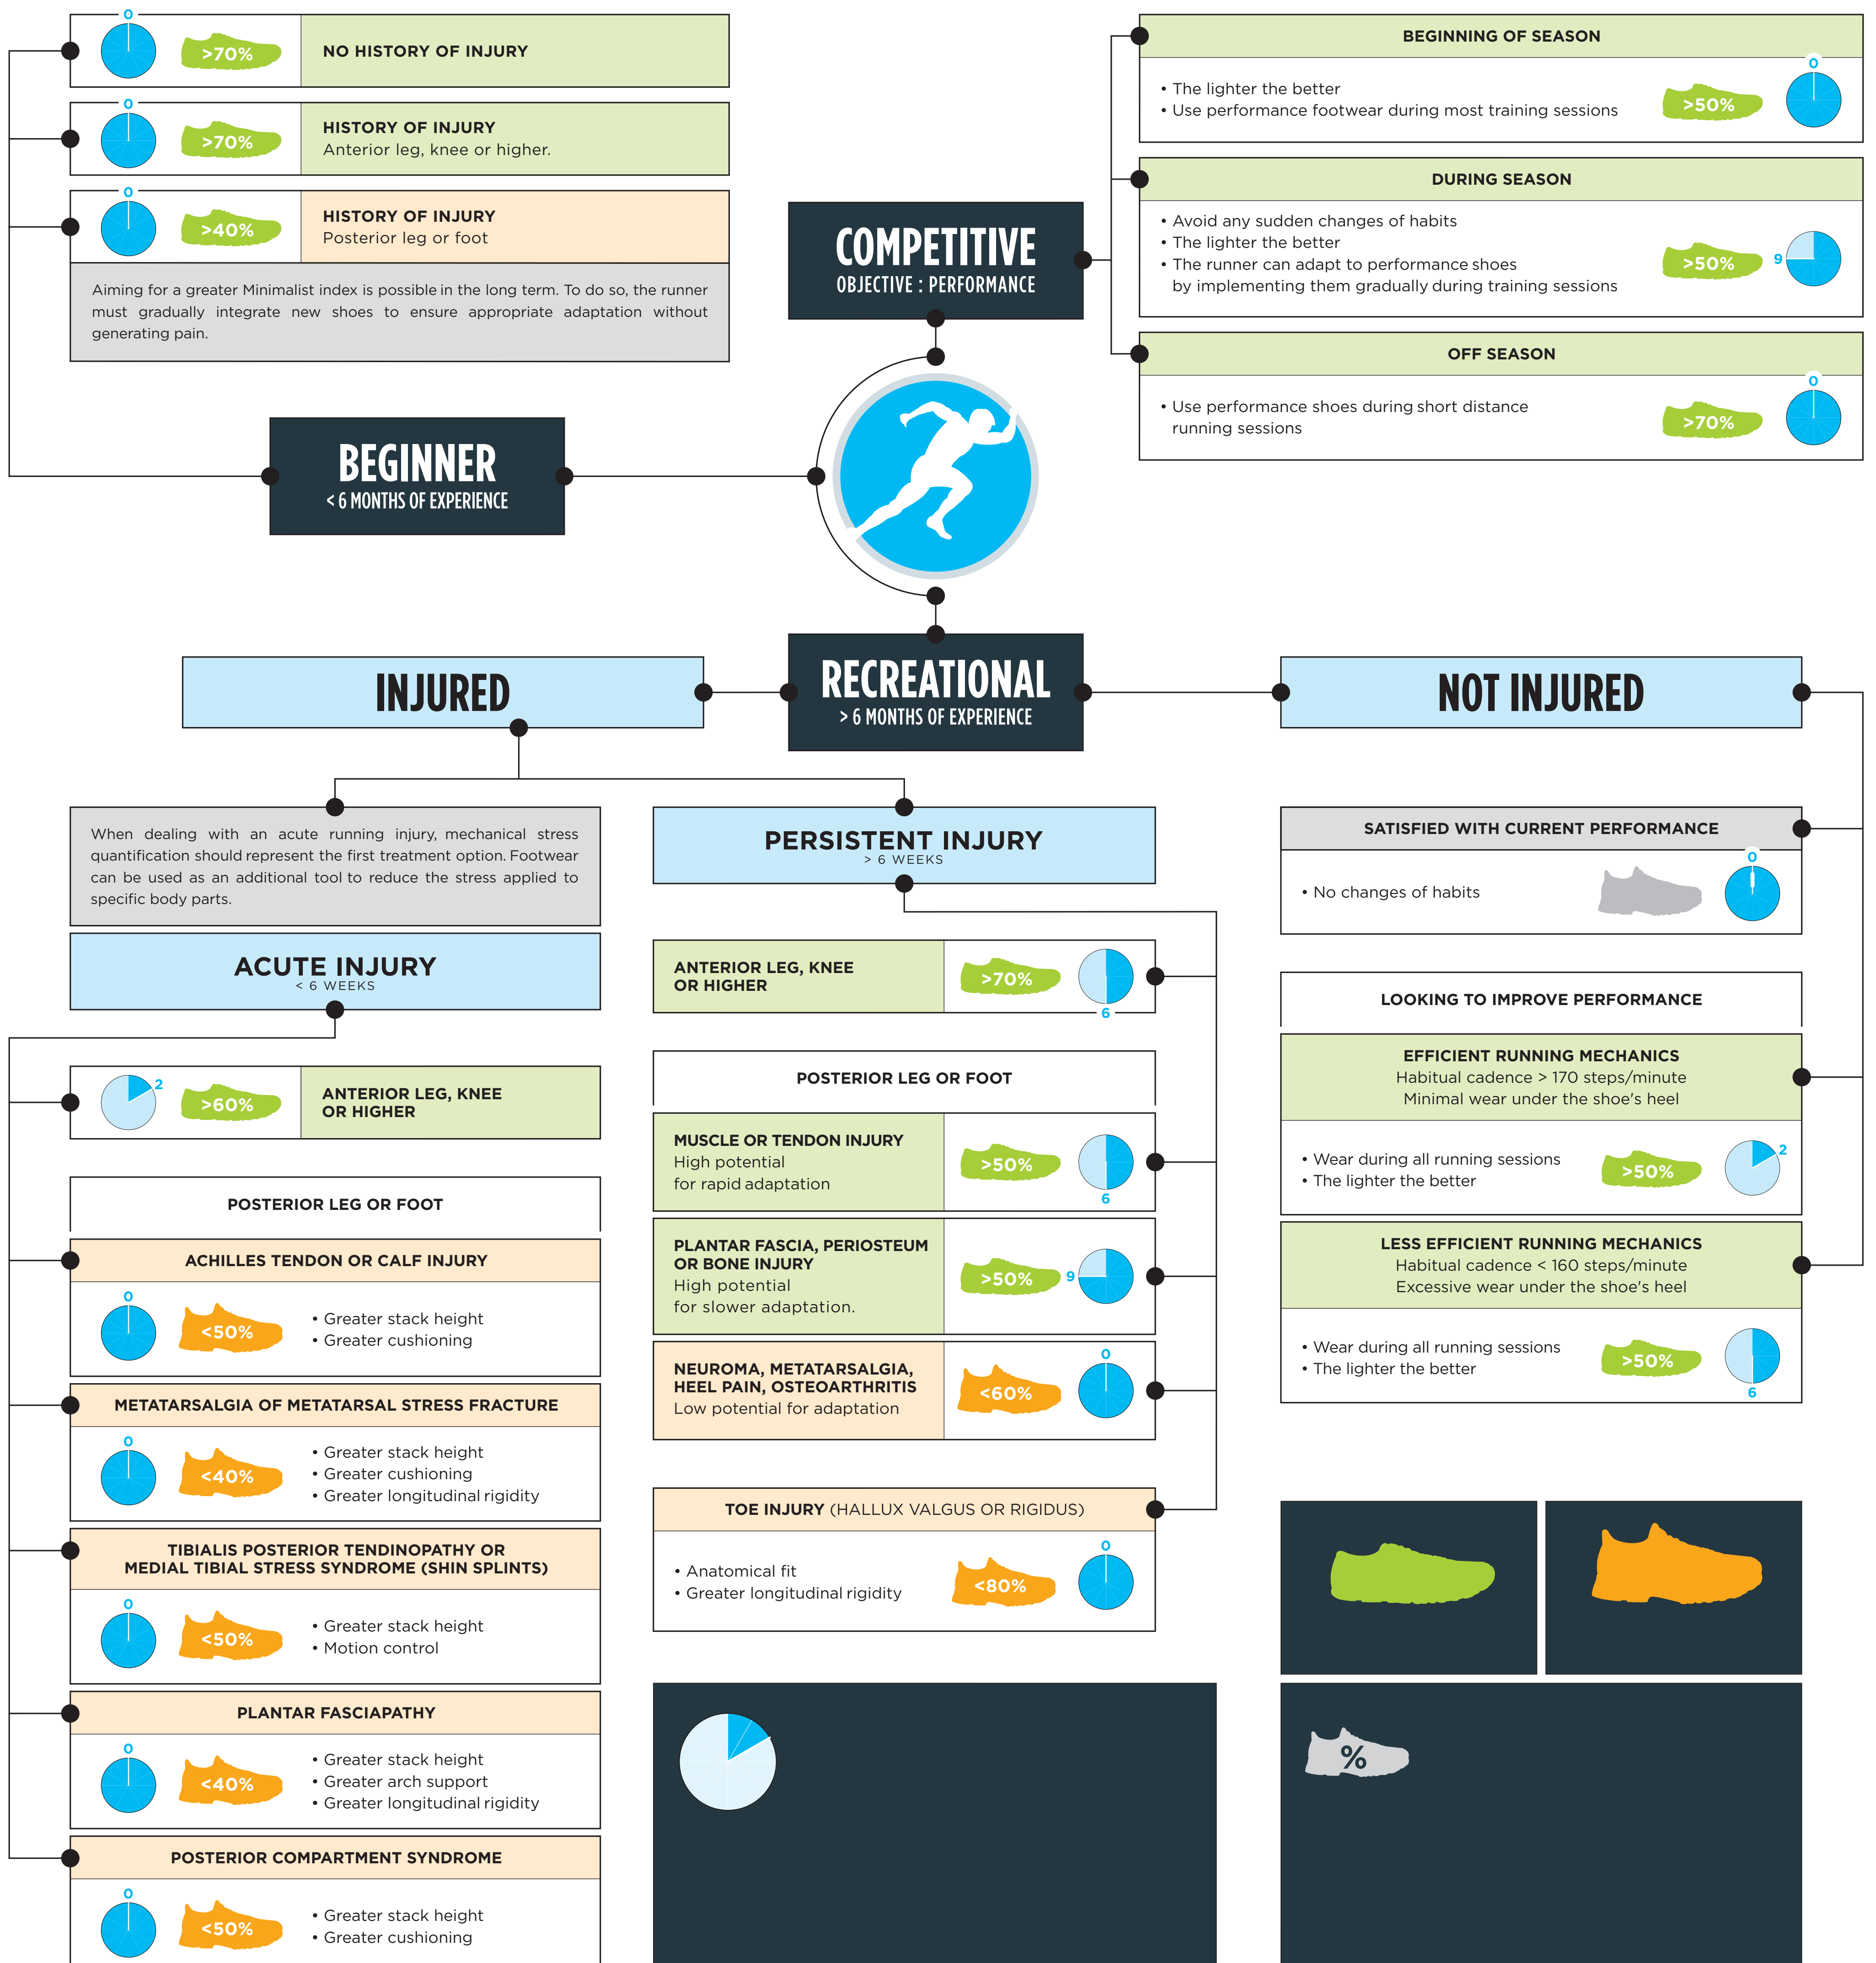 0
>70%
NO HISTORY OF INJURY
0
>70%
HISTORY OF INJURY
Anterior leg, knee or higher.
0
>40%
HISTORY OF INJURY
Posterior leg or foot
Aiming for a greater Minimalist index is possible in the long term. To do so, the runner
must gradually integrate new shoes to ensure appropriate adaptation without
generating pain.
BEGINNER
< 6 MONTHS OF EXPERIENCE
COMPETITIVE
OBJECTIVE : PERFORMANCE
BEGINNING OF SEASON
• The lighter the better
• Use performance footwear during most training sessions
>50%
0
DURING SEASON
• Avoid any sudden changes of habits
• The lighter the better
• The runner can adapt to performance shoes
by implementing them gradually during training sessions
>50%
9
OFF SEASON
• Use performance shoes during short distance
running sessions
>70%
0
RECREATIONAL
> 6 MONTHS OF EXPERIENCE
INJURED
When dealing with an acute running injury, mechanical stress
quantification should represent the first treatment option. Footwear
can be used as an additional tool to reduce the stress applied to
specific body parts.
ACUTE INJURY
< 6 WEEKS
2
>60%
ANTERIOR LEG, KNEE
OR HIGHER
POSTERIOR LEG OR FOOT
ACHILLES TENDON OR CALF INJURY
0
<50%
• Greater stack height
• Greater cushioning
METATARSALGIA OF METATARSAL STRESS FRACTURE
0
<40%
• Greater stack height
• Greater cushioning
• Greater longitudinal rigidity
TIBIALIS POSTERIOR TENDINOPATHY OR
MEDIAL TIBIAL STRESS SYNDROME (SHIN SPLINTS)
0
<50%
• Greater stack height
• Motion control
PLANTAR FASCIAPATHY
0
<40%
• Greater stack height
• Greater arch support
• Greater longitudinal rigidity
POSTERIOR COMPARTMENT SYNDROME
0
<50%
• Greater stack height
• Greater cushioning
PERSISTENT INJURY
> 6 WEEKS
ANTERIOR LEG, KNEE
OR HIGHER
>70%
6
POSTERIOR LEG OR FOOT
MUSCLE OR TENDON INJURY
High potential
for rapid adaptation
>50%
6
PLANTAR FASCIA, PERIOSTEUM
OR BONE INJURY
High potential
for slower adaptation.
>50%
9
NEUROMA, METATARSALGIA,
HEEL PAIN, OSTEOARTHRITIS
Low potential for adaptation
<60%
0
TOE INJURY (HALLUX VALGUS OR RIGIDUS)
• Anatomical fit
• Greater longitudinal rigidity
<80%
0
NOT INJURED
SATISFIED WITH CURRENT PERFORMANCE
• No changes of habits
0
LOOKING TO IMPROVE PERFORMANCE
EFFICIENT RUNNING MECHANICS
Habitual cadence > 170 steps/minute
Minimal wear under the shoe's heel
• Wear during all running sessions
• The lighter the better
>50%
2
LESS EFFICIENT RUNNING MECHANICS
Habitual cadence < 160 steps/minute
Excessive wear under the shoe's heel
• Wear during all running sessions
• The lighter the better
>50%
6
%